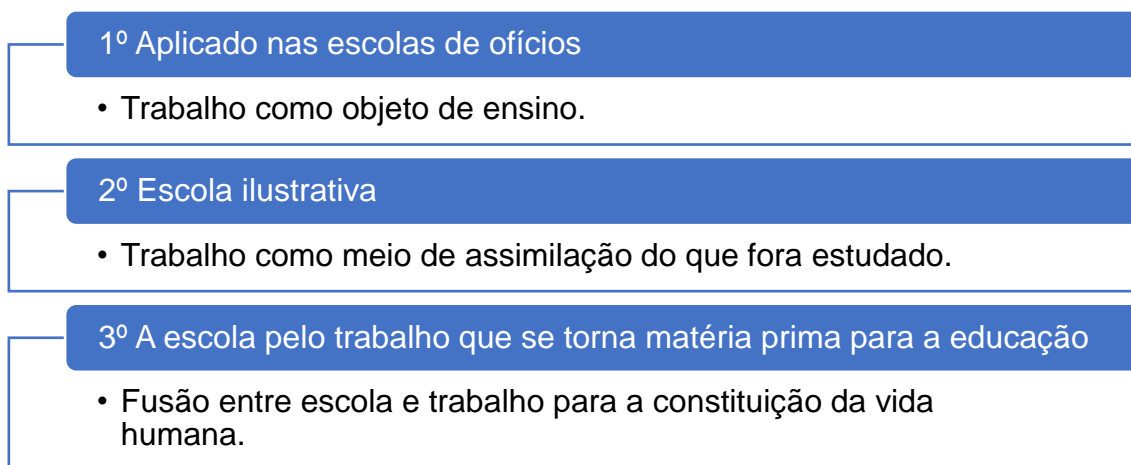 1º Aplicado nas escolas de ofícios
• Trabalho como objeto de ensino.
2º Escola ilustrativa
• Trabalho como meio de assimilação do que fora estudado.
3º A escola pelo trabalho que se torna matéria prima para a educação
• Fusão entre escola e trabalho para a constituição da vida
humana.